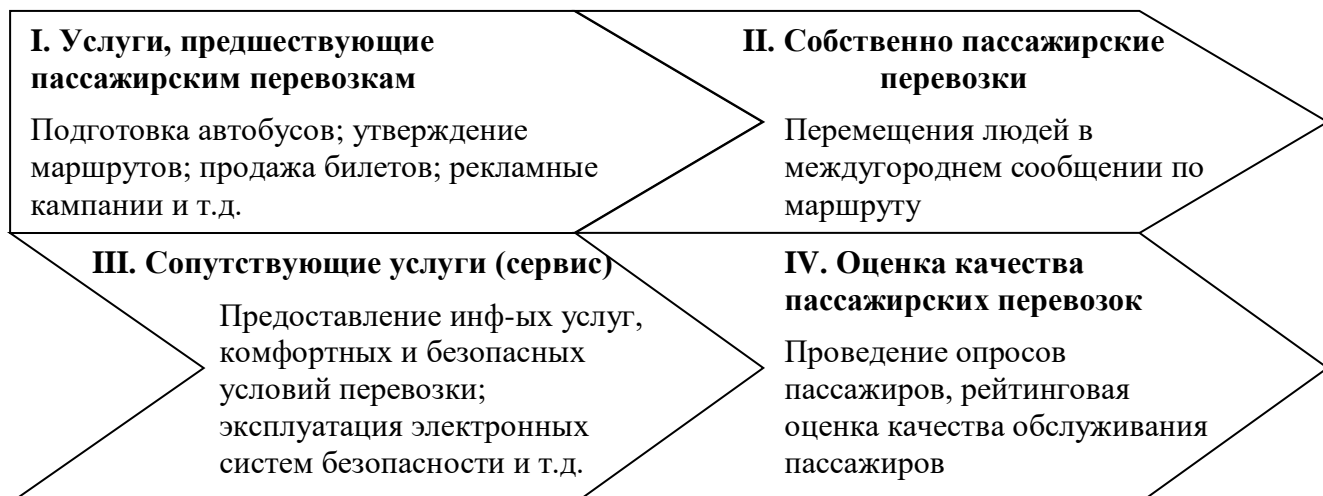 I. Услуги, предшествующие
пассажирским перевозкам
Подготовка автобусов; утверждение
маршрутов; продажа билетов; рекламные
кампании и т.д.
II. Собственно пассажирские
перевозки
Перемещения людей в
междугороднем сообщении по
маршруту
III. Сопутствующие услуги (сервис)
Предоставление инф-ых услуг,
комфортных и безопасных
условий перевозки;
эксплуатация электронных
систем безопасности и т.д.
IV. Оценка качества
пассажирских перевозок
Проведение опросов
пассажиров, рейтинговая
оценка качества обслуживания
пассажиров